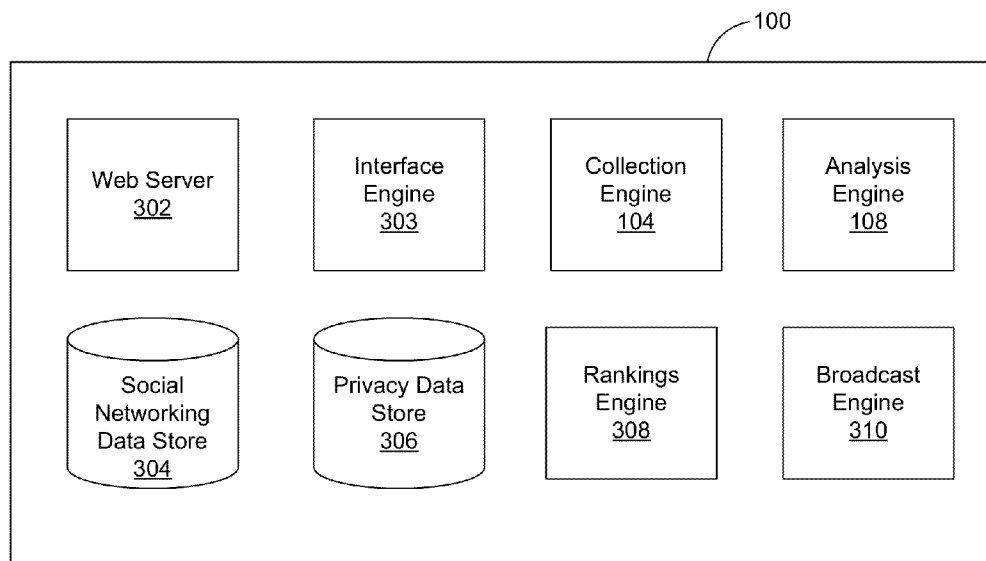 100
Web Server
302
Interface
Engine
303
Collection
Engine
104
Analysis
Engine
108
Social
Networking
Data Store
304
Privacy Data
Store
306
Rankings
Engine
308
Broadcast
Engine
310